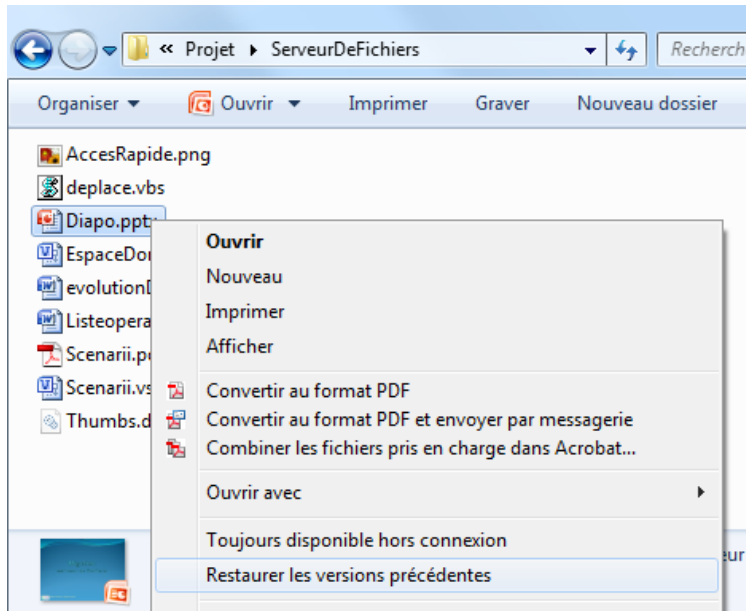 « Projet ▸ ServeurDeFichiers Recherch
Organiser Ouvrir Imprimer Graver Nouveau dossier
AccesRapide.png
deplace.vbs
Diapo.ppt
Ouvrir
EspaceDo
Nouveau
evolution
Imprimer
Listeopera
Afficher
Scenarii.p
Scenarii.vs
Convertir au format PDF
Thumbs.d
Convertir au format PDF et envoyer par messagerie
Combiner les fichiers pris en charge dans Acrobat...
Ouvrir avec
Toujours disponible hors connexion
eur
Restaurer les versions précédentes